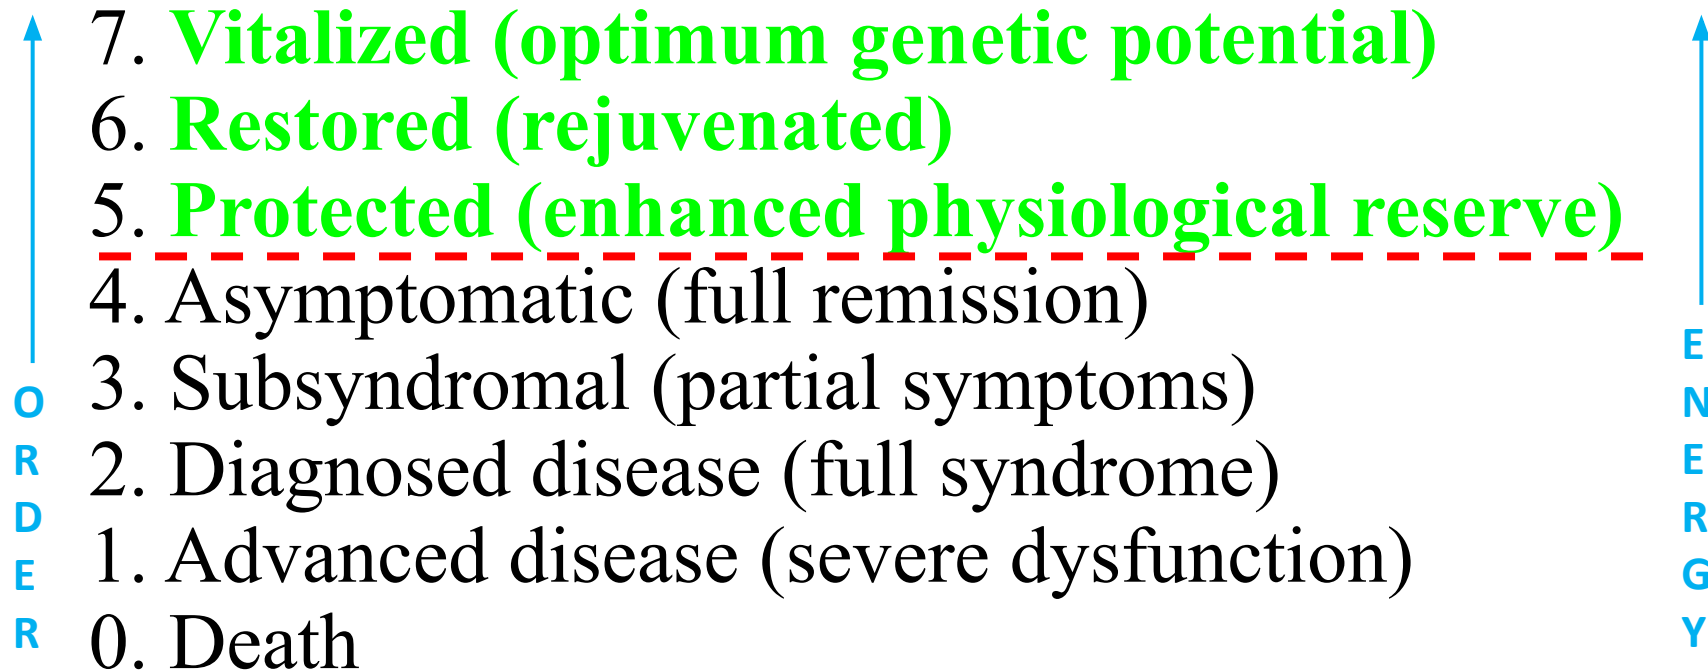 7. Vitalized (optimum genetic potential)
6. Restored (rejuvenated)
5. Protected (enhanced physiological reserve)
4. Asymptomatic (full remission)
3. Subsyndromal (partial symptoms)
2. Diagnosed disease (full syndrome)
1. Advanced disease (severe dysfunction)
0. Death
ORDER
ENERGY